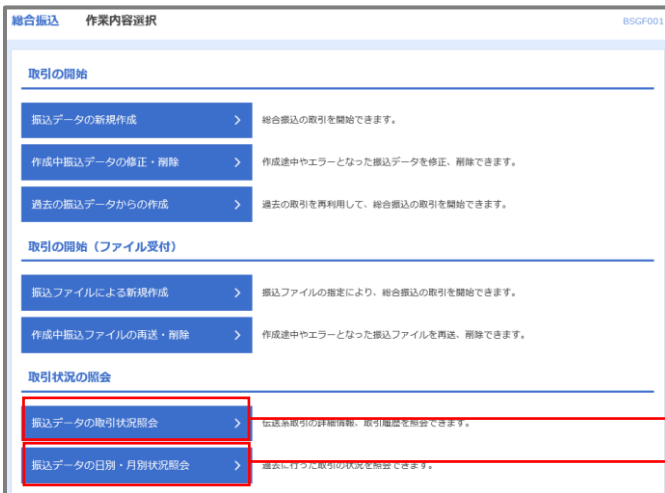 総合振込 作業内容選択 BSGF001
取引の開始
振込データの新規作成 総合振込の取引を開始できます。
作成中振込データの修正・削除 作成途中やエラーとなった振込データを修正、削除できます。
過去の振込データからの作成 過去の取引を再利用して、総合振込の取引を開始できます。
取引の開始（ファイル受付）
振込ファイルによる新規作成 振込ファイルの指定により、総合振込の取引を開始できます。
作成中振込ファイルの再送・削除 作成途中やエラーとなった振込ファイルを再送、削除できます。
取引状況の照会
振込データの取引状況照会 伝送系取引の詳細情報、取引履歴を照会できます。
振込データの日別・月別状況照会 過去に行った取引の状況を照会できます。